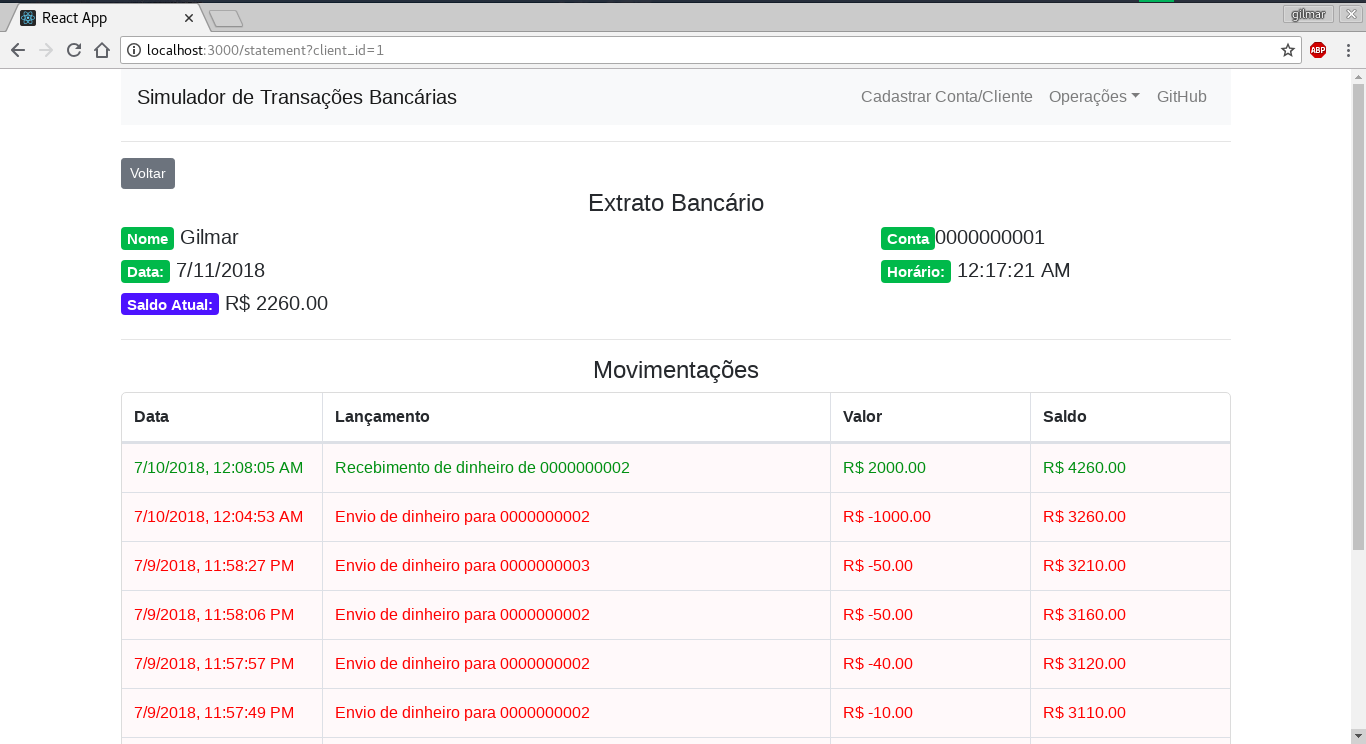 React App
gilmar
localhost:3000/statement?client_id=1
ABP
Simulador de Transações Bancárias Cadastrar Conta/Cliente Operações GitHub
Voltar
Extrato Bancário
Nome Gilmar Conta 0000000001
Data: 7/11/2018 Horário: 12:17:21 AM
Saldo Atual: R$ 2260.00
Movimentações
Data Lançamento Valor Saldo
7/10/2018, 12:08:05 AM Recebimento de dinheiro de 0000000002 R$ 2000.00 R$ 4260.00
7/10/2018, 12:04:53 AM Envio de dinheiro para 0000000002 R$ -1000.00 R$ 3260.00
7/9/2018, 11:58:27 PM Envio de dinheiro para 0000000003 R$ -50.00 R$ 3210.00
7/9/2018, 11:58:06 PM Envio de dinheiro para 0000000002 R$ -50.00 R$ 3160.00
7/9/2018, 11:57:57 PM Envio de dinheiro para 0000000002 R$ -40.00 R$ 3120.00
7/9/2018, 11:57:49 PM Envio de dinheiro para 0000000002 R$ -10.00 R$ 3110.00